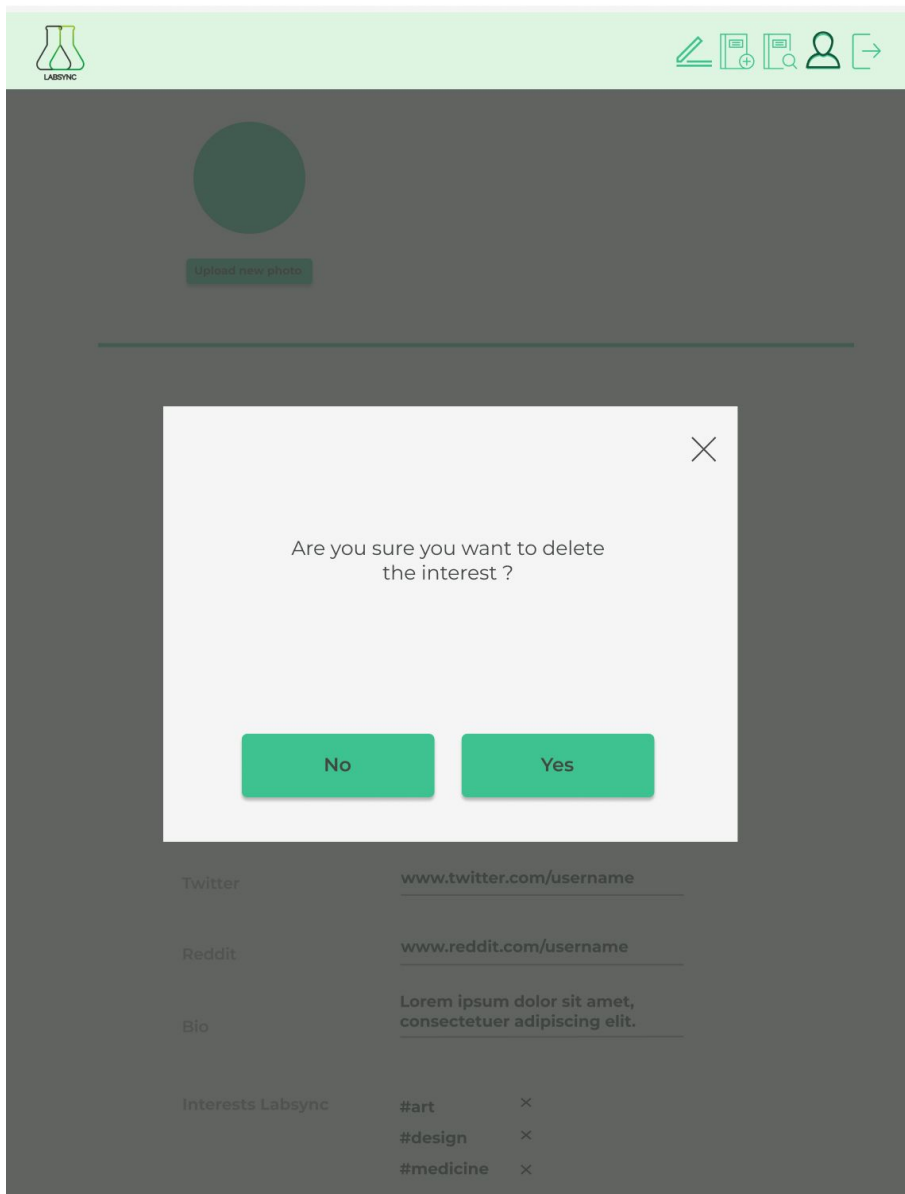 LABSYNC
Upload new photo
Are you sure you want to delete
the interest ?
No
Yes
Twitter
www.twitter.com/username
Reddit
www.reddit.com/username
Bio
Lorem ipsum dolor sit amet,
consectetuer adipiscing elit.
Interests Labsync
#art
#design
#medicine